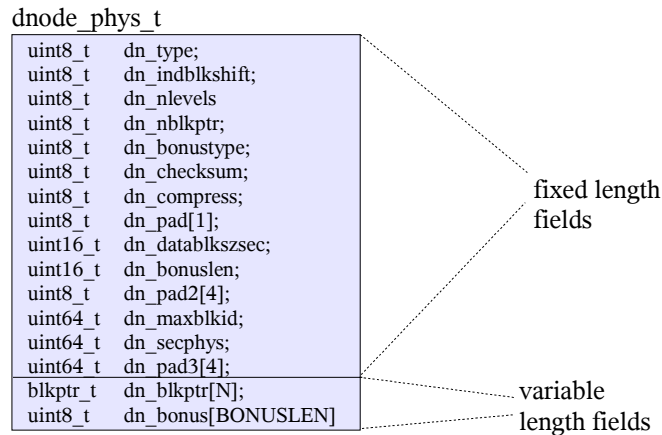 dnode_phys_t
uint8_t dn_type;
uint8_t dn_indblkshift;
uint8_t dn_nlevels
uint8_t dn_nblkptr;
uint8_t dn_bonustype;
uint8_t dn_checksum;
uint8_t dn_compress;
uint8_t dn_pad[1];
uint16_t dn_datablkszsec;
uint16_t dn_bonuslen;
uint8_t dn_pad2[4];
uint64_t dn_maxblkid;
uint64_t dn_secphys;
uint64_t dn_pad3[4];
blkptr_t dn_blkptr[N];
uint8_t dn_bonus[BONUSLEN]
fixed length
fields
variable
length fields